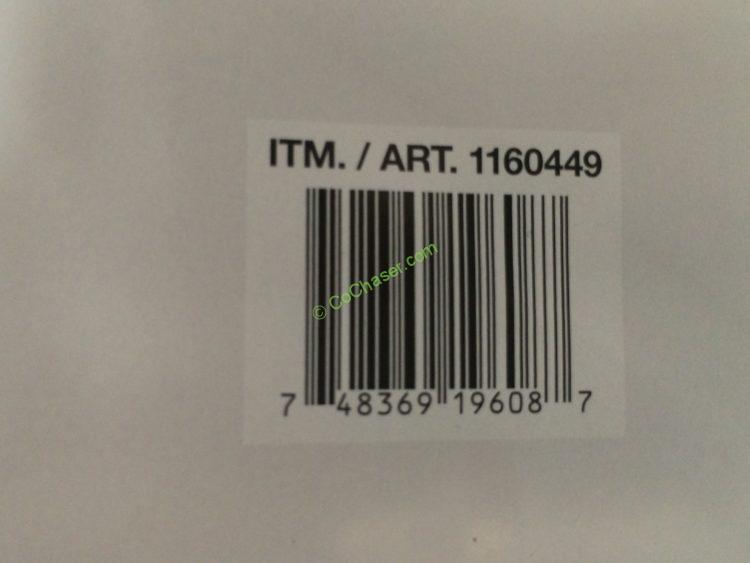 ITM. / ART. 1160449
© CoChaser.com
7 48369 19608 7